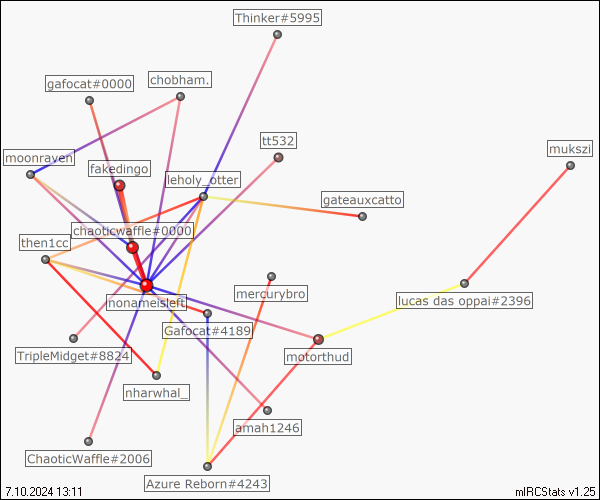 Thinker#5995
chobham.
gafocat#0000
tt532
mukszi
moonraven
fakedingo
leholy_otter
gateauxcatto
chaoticwaffle#0000
then1cc
mercurybro
nonameisleft
lucas das oppai#2396
Gafocat#4189
TripleMidget#8824
motorthud
nharwhal_
amah1246
ChaoticWaffle#2006
Azure Reborn#4243
7.10.2024 13:11
mIRCStats v1.25